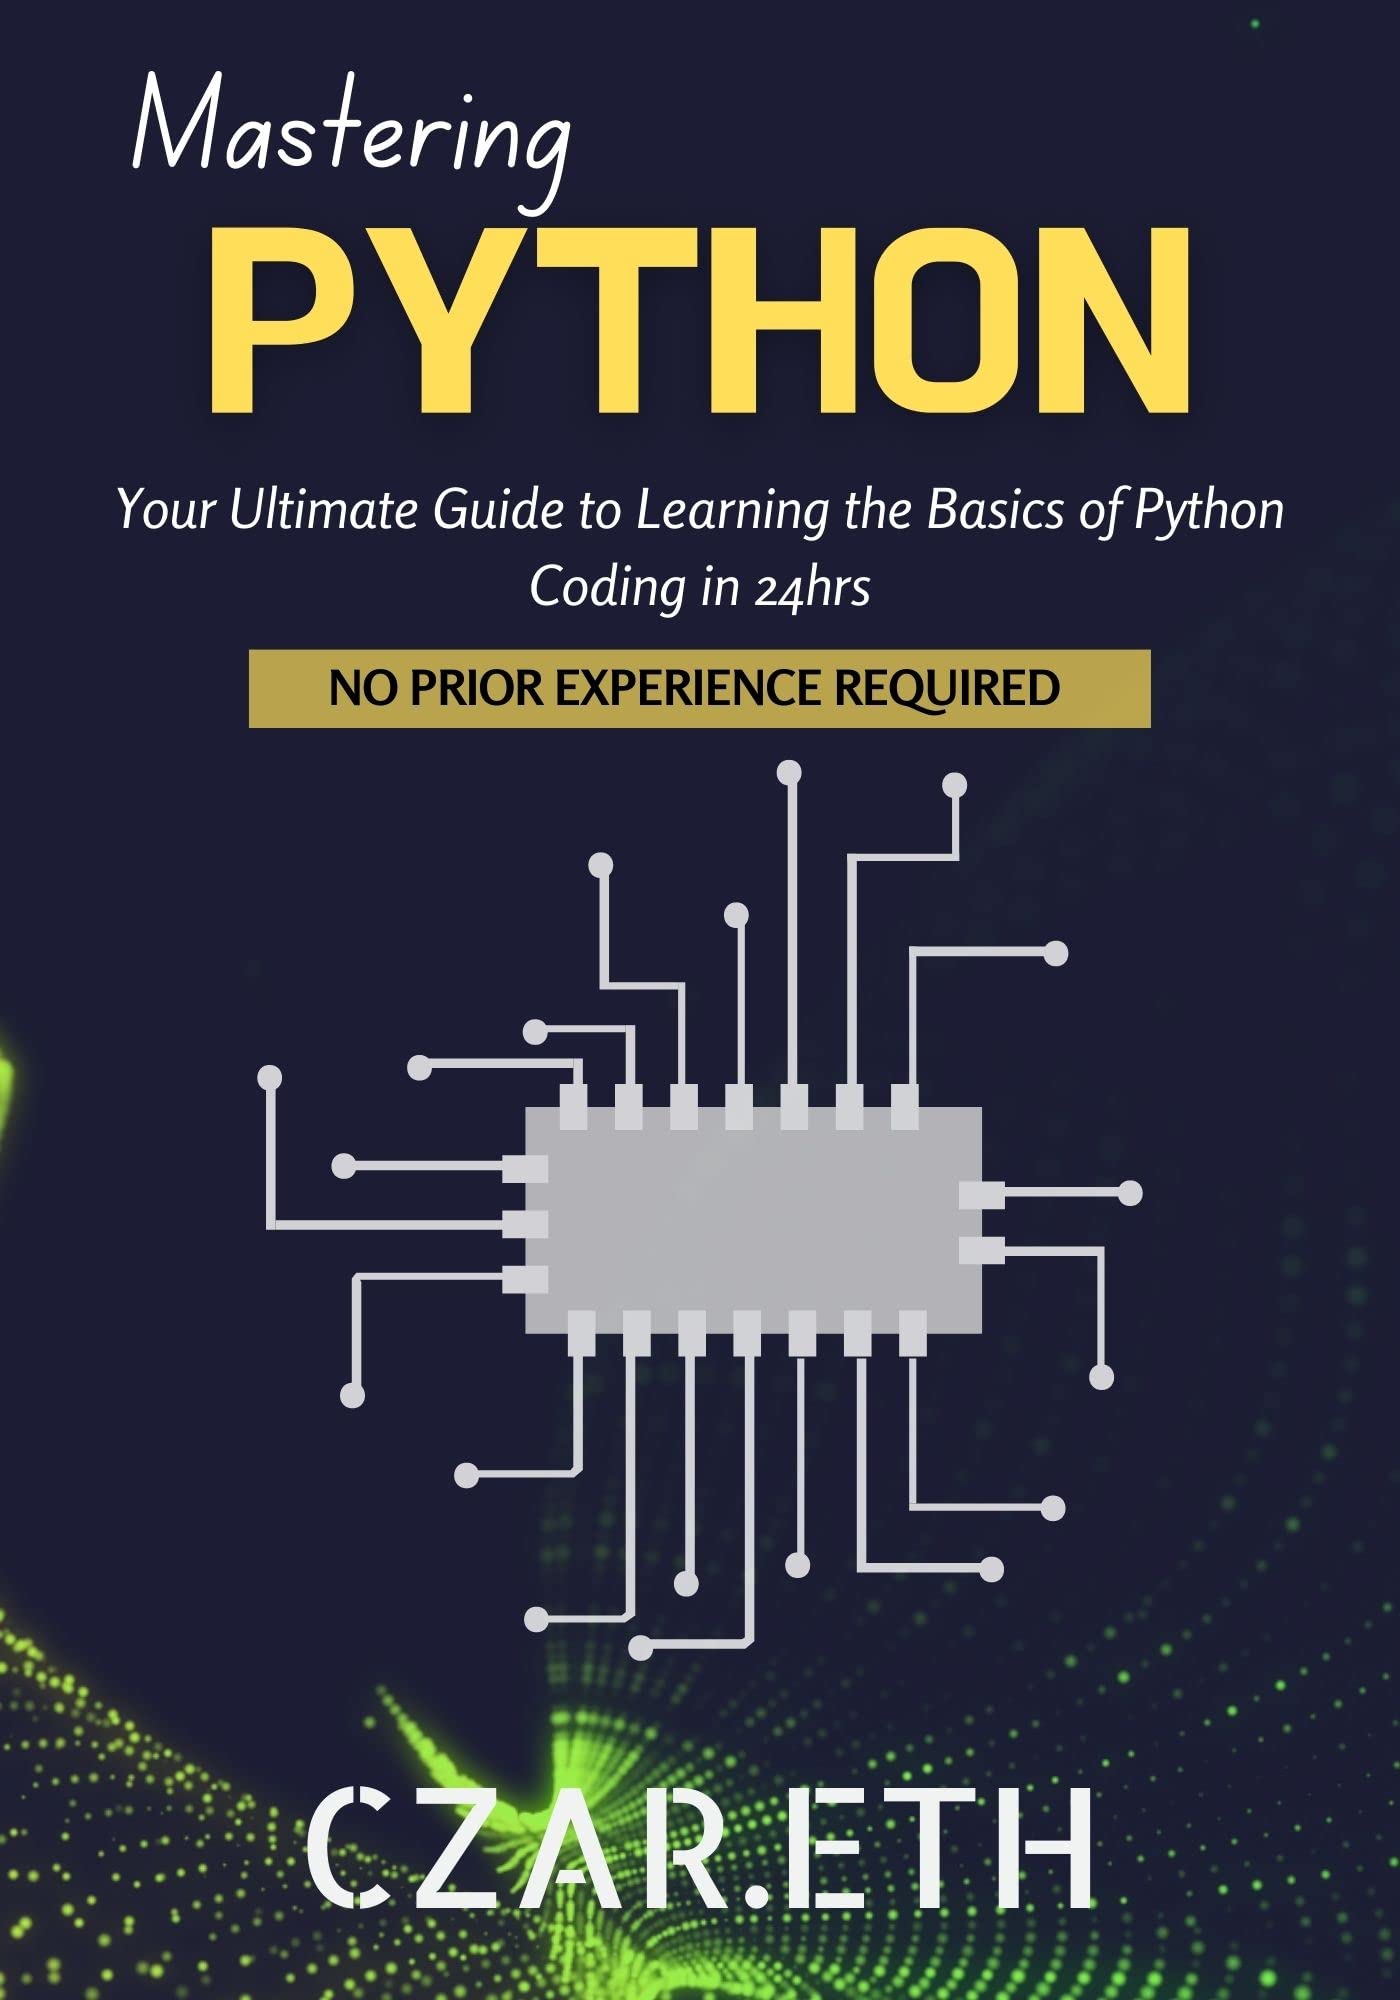 Mastering
PYTHON
Your Ultimate Guide to Learning the Basics of Python
Coding in 24hrs
NO PRIOR EXPERIENCE REQUIRED
CZAR.ETH